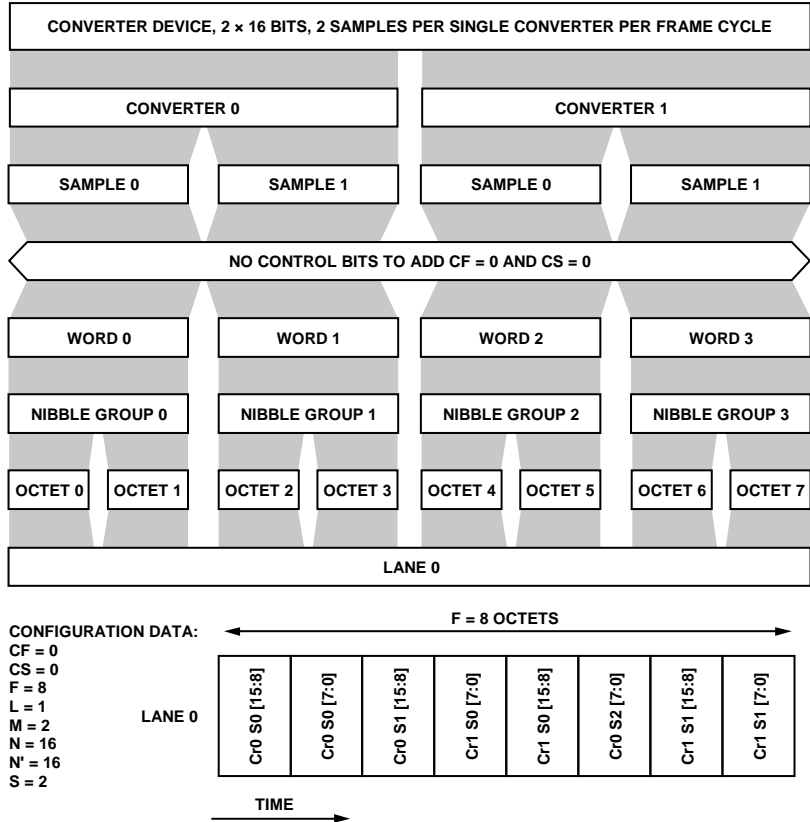 CONVERTER DEVICE, 2 × 16 BITS, 2 SAMPLES PER SINGLE CONVERTER PER FRAME CYCLE
CONVERTER 0
CONVERTER 1
SAMPLE 0
SAMPLE 1
SAMPLE 0
SAMPLE 1
NO CONTROL BITS TO ADD CF = 0 AND CS = 0
WORD 0
WORD 1
WORD 2
WORD 3
NIBBLE GROUP 0
NIBBLE GROUP 1
NIBBLE GROUP 2
NIBBLE GROUP 3
OCTET 0
OCTET 1
OCTET 2
OCTET 3
OCTET 4
OCTET 5
OCTET 6
OCTET 7
LANE 0
CONFIGURATION DATA:
CF = 0
CS = 0
F = 8
L = 1
M = 2
N = 16
N' = 16
S = 2
F = 8 OCTETS
LANE 0
Cr0 S0 [15:8]
Cr0 S0 [7:0]
Cr0 S1 [15:8]
Cr1 S0 [7:0]
Cr1 S0 [15:8]
Cr0 S2 [7:0]
Cr1 S1 [15:8]
Cr1 S1 [7:0]
TIME